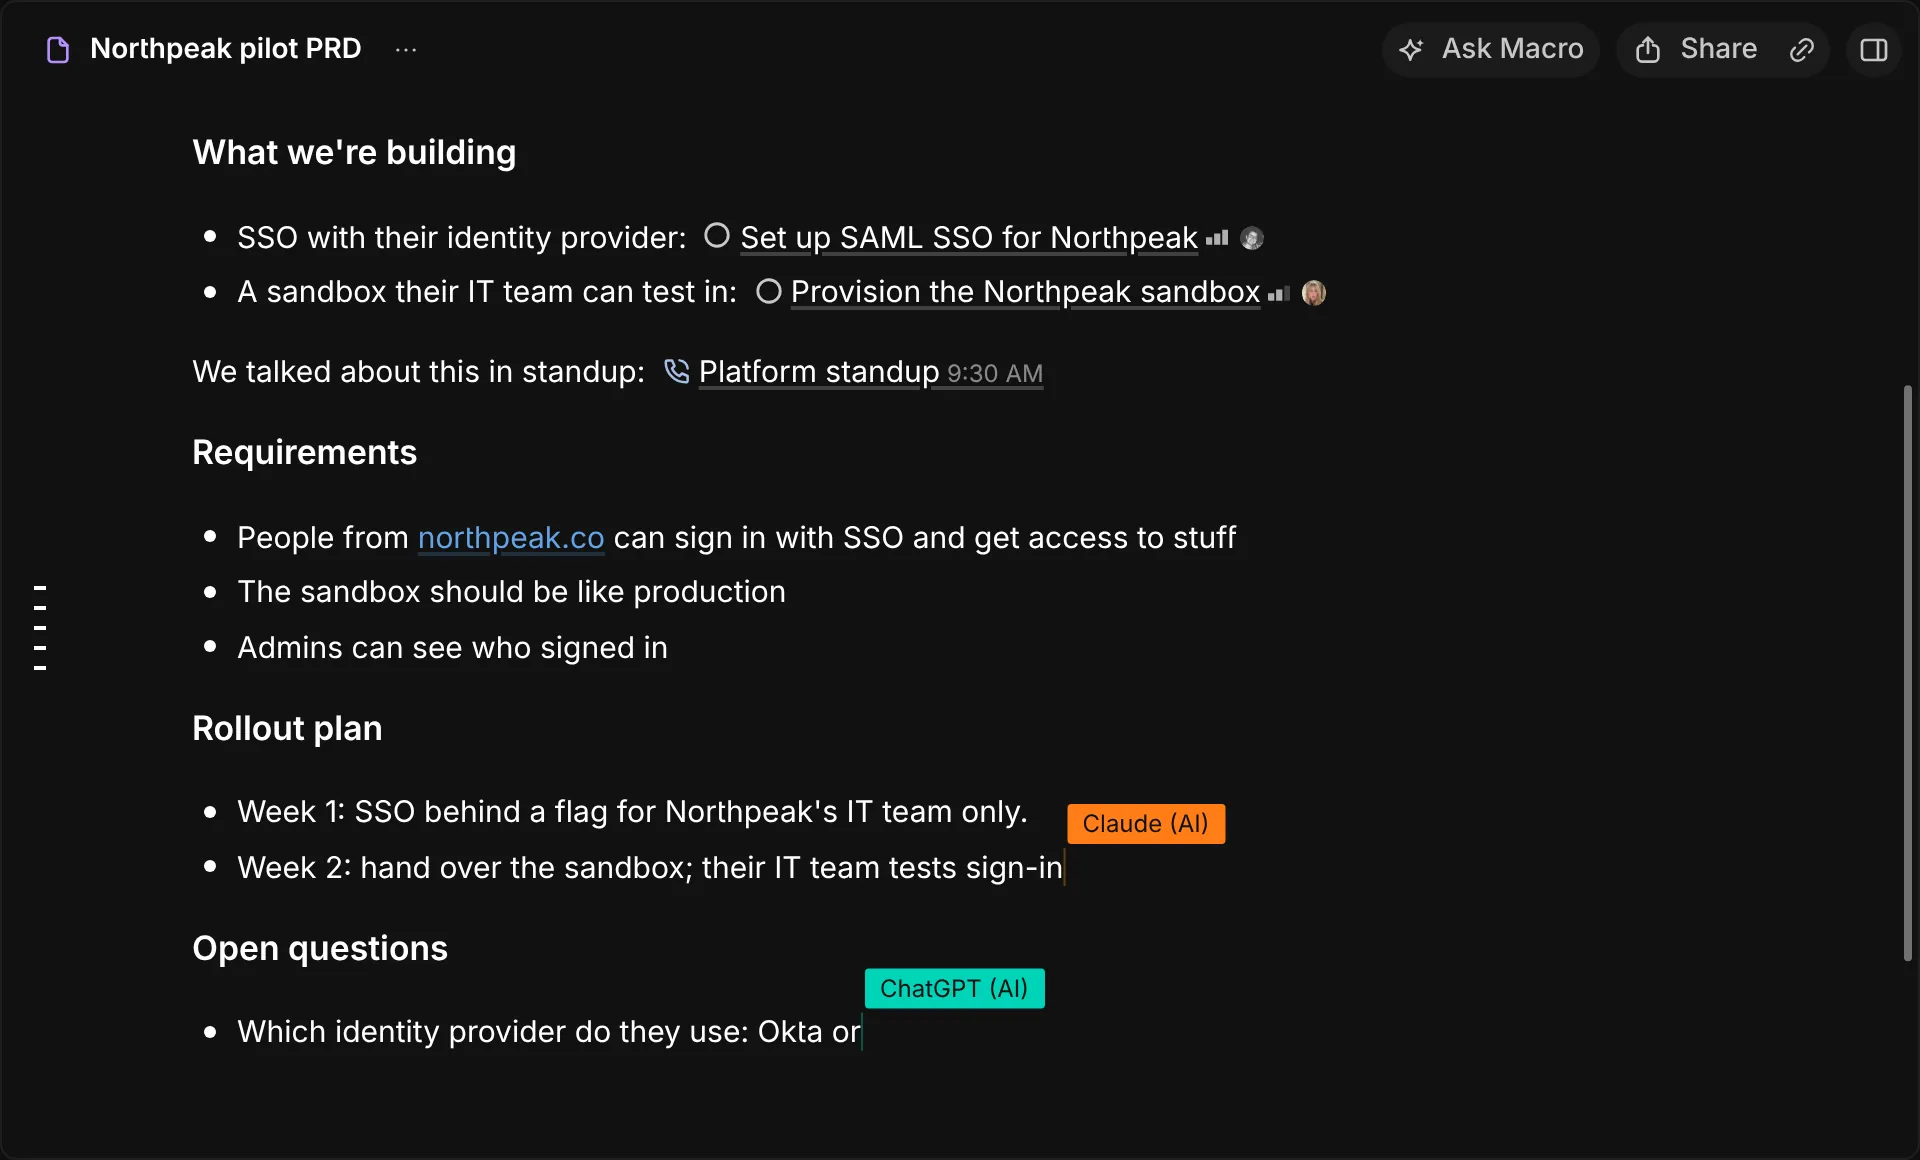 Northpeak pilot PRD ...
Ask Macro
Share
What we're building
SSO with their identity provider: Set up SAML SSO for Northpeak
A sandbox their IT team can test in: Provision the Northpeak sandbox
We talked about this in standup: Platform standup 9:30 AM
Requirements
People from northpeak.co can sign in with SSO and get access to stuff
The sandbox should be like production
Admins can see who signed in
Rollout plan
Week 1: SSO behind a flag for Northpeak's IT team only.
Claude (AI)
Week 2: hand over the sandbox; their IT team tests sign-in
Open questions
ChatGPT (AI)
Which identity provider do they use: Okta or